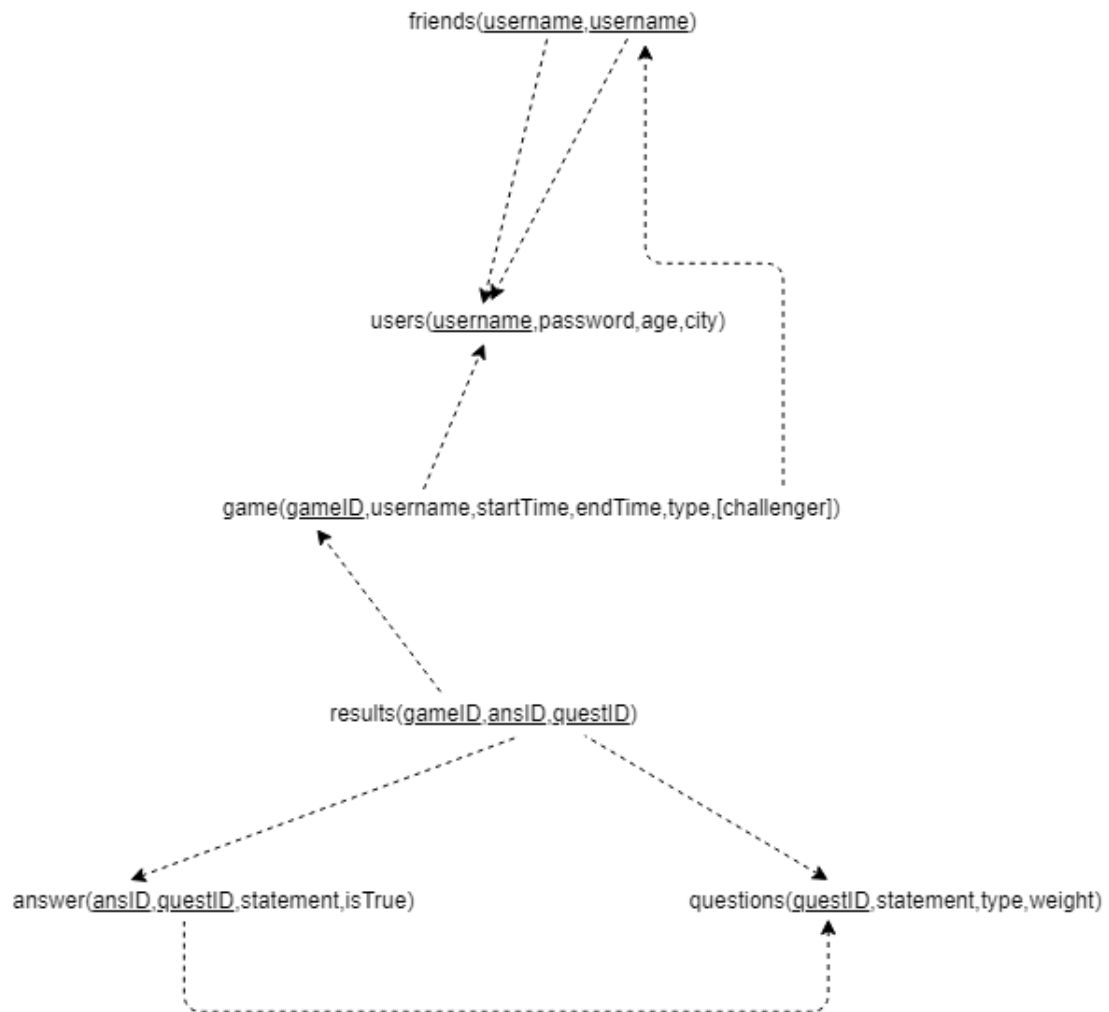 friends(username,username)
users(username,password,age,city)
game(gameID,username,startTime,endTime,type,[challenger])
results(gameID,ansID,questID)
answer(ansID,questID,statement,isTrue) questions(questID,statement,type,weight)